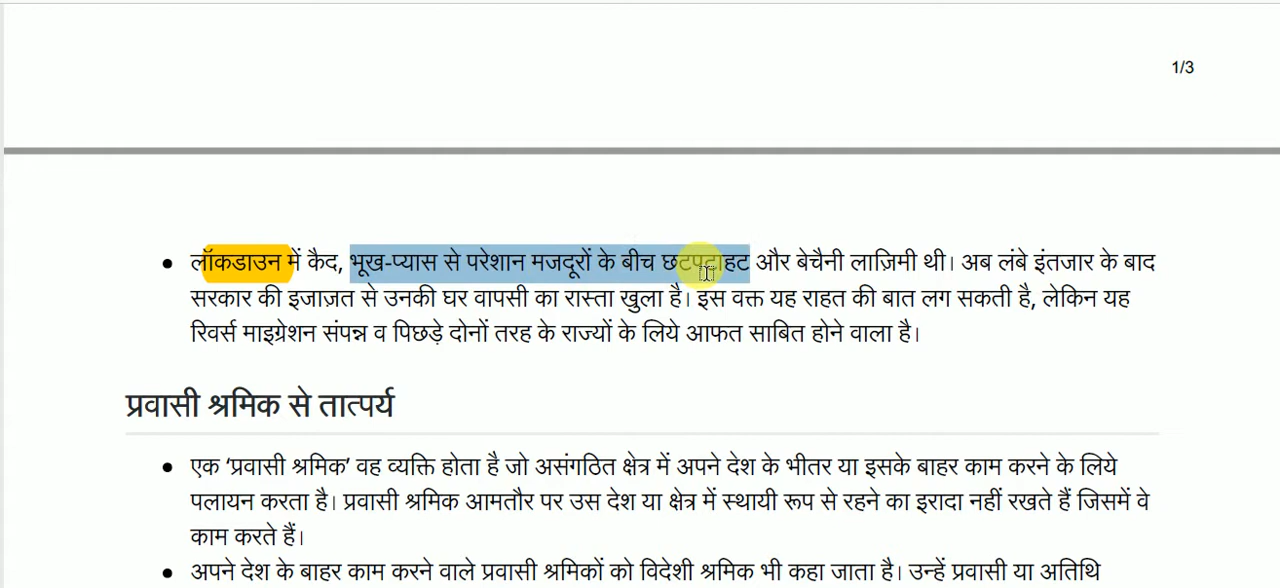 1/3
• लॉकडाउन में कैद, भूख-प्यास से परेशान मजदूरों के बीच छटपटाहट और बेचैनी लाज़िमी थी। अब लंबे इंतजार के बाद
सरकार की इजाज़त से उनकी घर वापसी का रास्ता खुला है। इस वक्त यह राहत की बात लग सकती है, लेकिन यह
रिवर्स माइग्रेशन संपन्न व पिछड़े दोनों तरह के राज्यों के लिये आफत साबित होने वाला है।
प्रवासी श्रमिक से तात्पर्य
• एक ‘प्रवासी श्रमिक’ वह व्यक्ति होता है जो असंगठित क्षेत्र में अपने देश के भीतर या इसके बाहर काम करने के लिये
पलायन करता है। प्रवासी श्रमिक आमतौर पर उस देश या क्षेत्र में स्थायी रूप से रहने का इरादा नहीं रखते हैं जिसमें वे
काम करते हैं।
• अपने देश के बाहर काम करने वाले प्रवासी श्रमिकों को विदेशी श्रमिक भी कहा जाता है। उन्हें प्रवासी या अतिथि